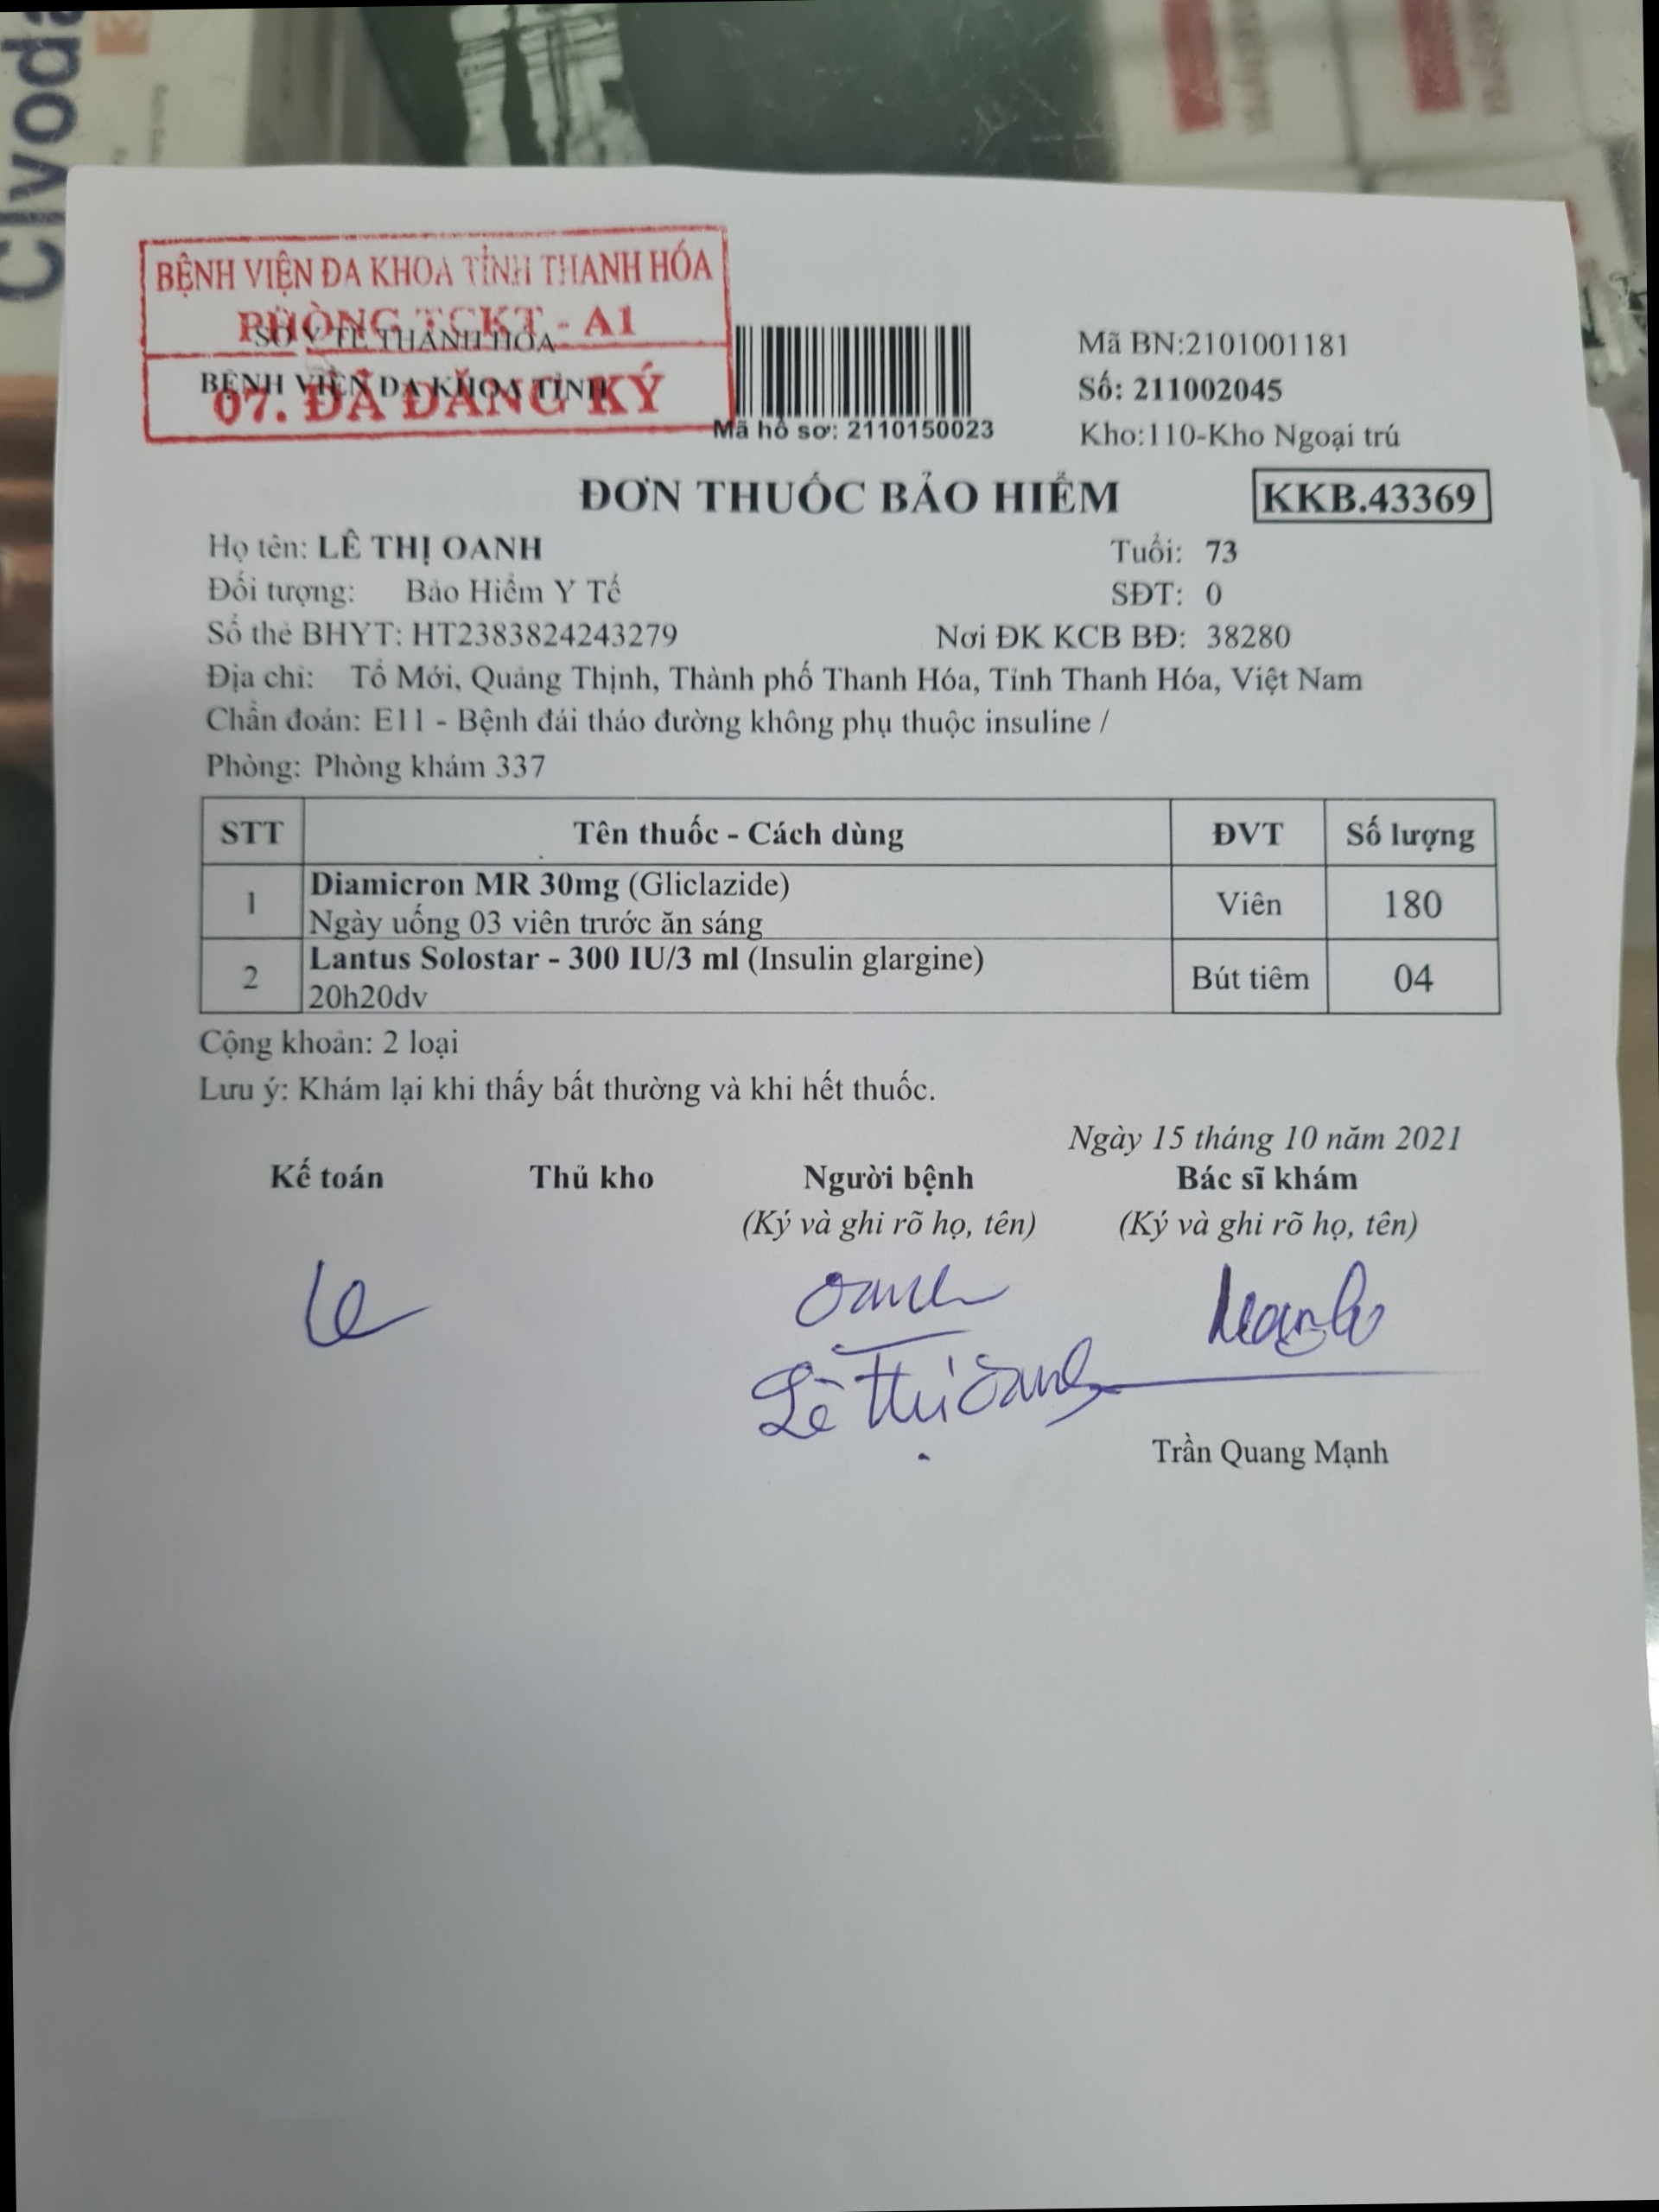 Clvoda
BỆNH VIỆN ĐA KHOA TỈNH THANH HÓA
PHÒNG TCKT - A1
SỞ Y TẾ THANH HÓA
BỆNH VIỆN ĐA KHOA TỈNH
07. ĐÃ ĐĂNG KÝ
Mã hồ sơ: 2110150023
Mã BN:2101001181
Số: 211002045
Kho:110-Kho Ngoại trú
ĐƠN THUỐC BẢO HIỂM
KKB.43369
Họ tên: LÊ THỊ OANH Tuổi: 73
Đối tượng: Bảo Hiểm Y Tế SĐT: 0
Số thẻ BHYT: HT2383824243279 Nơi ĐK KCB BĐ: 38280
Địa chỉ: Tổ Mới, Quảng Thịnh, Thành phố Thanh Hóa, Tỉnh Thanh Hóa, Việt Nam
Chẩn đoán: E11 - Bệnh đái tháo đường không phụ thuộc insuline /
Phòng: Phòng khám 337
STT Tên thuốc - Cách dùng ĐVT Số lượng
1 Diamicron MR 30mg (Gliclazide) Viên 180
Ngày uống 03 viên trước ăn sáng
2 Lantus Solostar - 300 IU/3 ml (Insulin glargine) Bút tiêm 04
20h20dv
Cộng khoản: 2 loại
Lưu ý: Khám lại khi thấy bất thường và khi hết thuốc.
Ngày 15 tháng 10 năm 2021
Kế toán Thủ kho Người bệnh Bác sĩ khám
(Ký và ghi rõ họ, tên) (Ký và ghi rõ họ, tên)
Oanh
Lê Thị Oanh
Trần Quang Mạnh